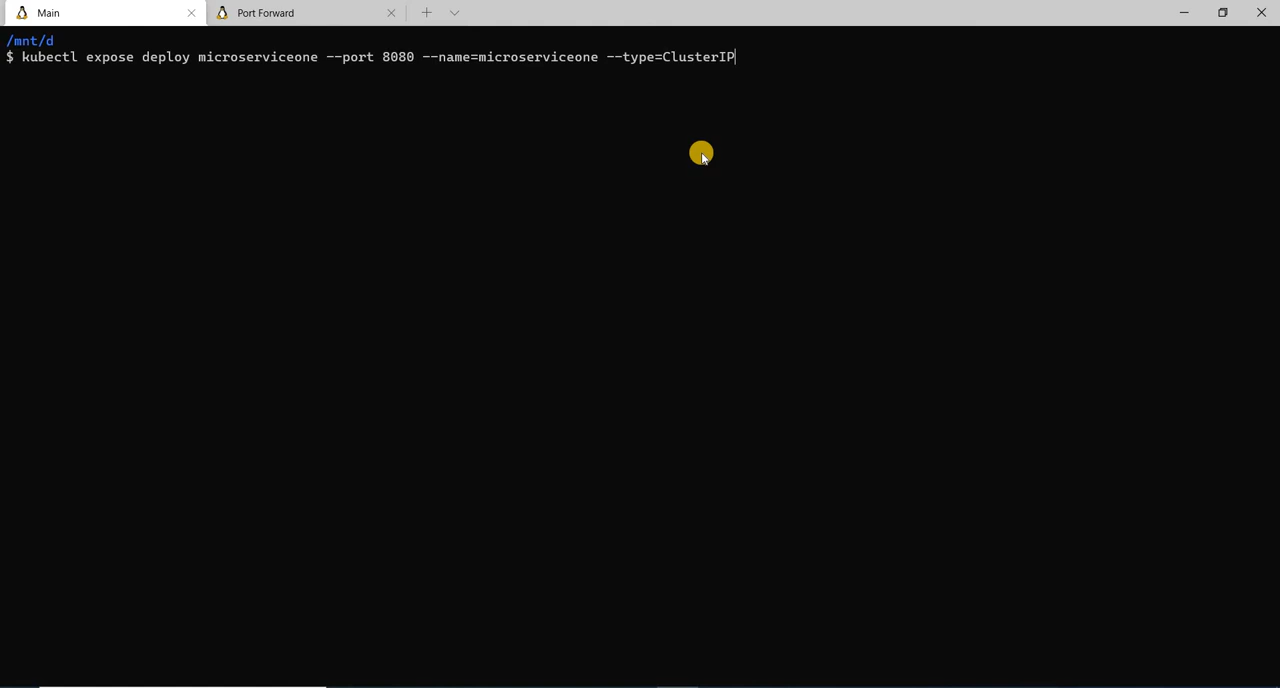 Main
Port Forward
/mnt/d
$ kubectl expose deploy microserviceone --port 8080 --name=microserviceone --type=ClusterIP